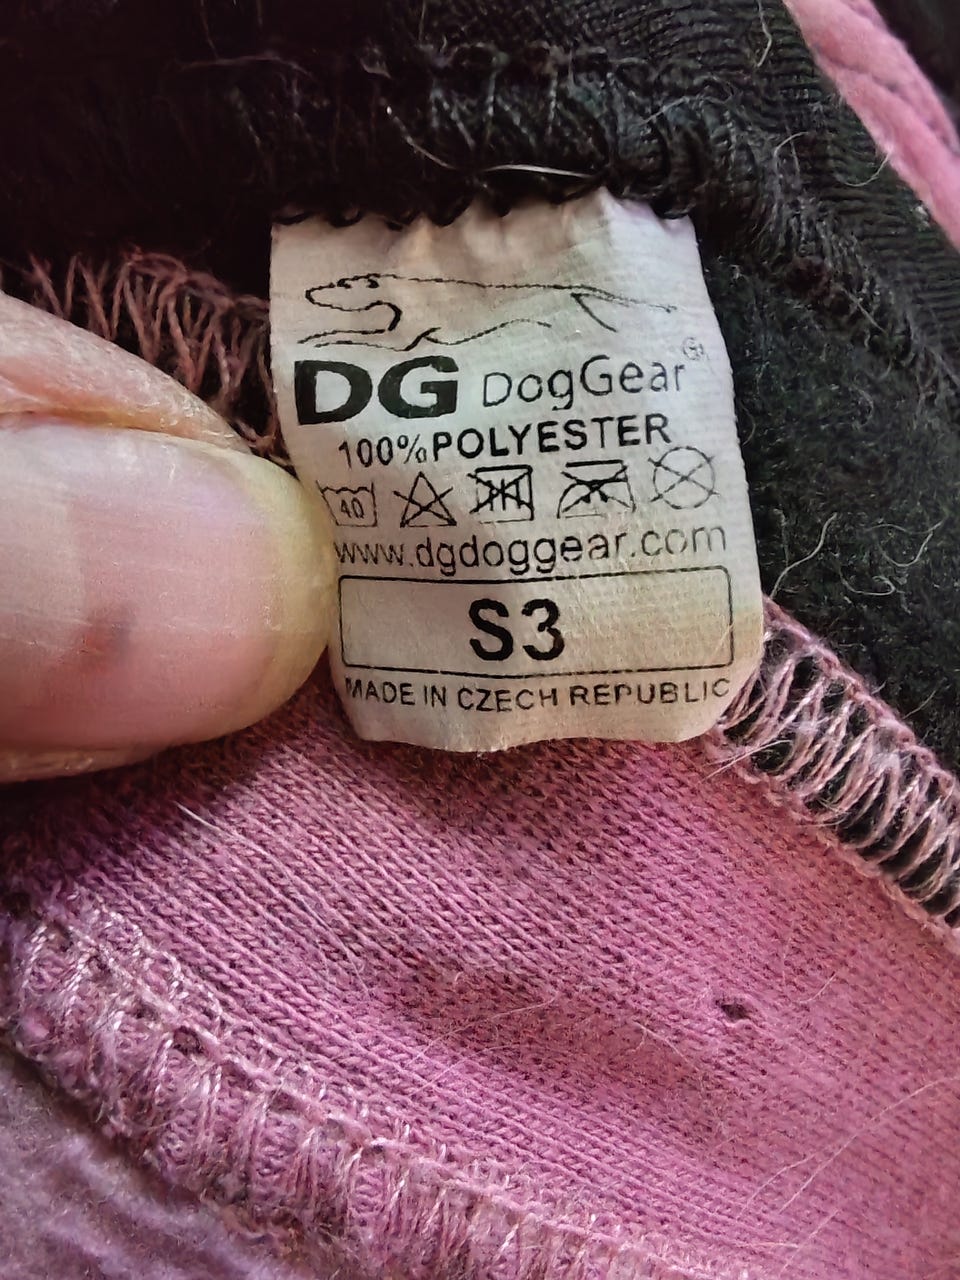 DG DogGear
100%POLYESTER
40
www.dgdoggear.com
S3
MADE IN CZECH REPUBLIC